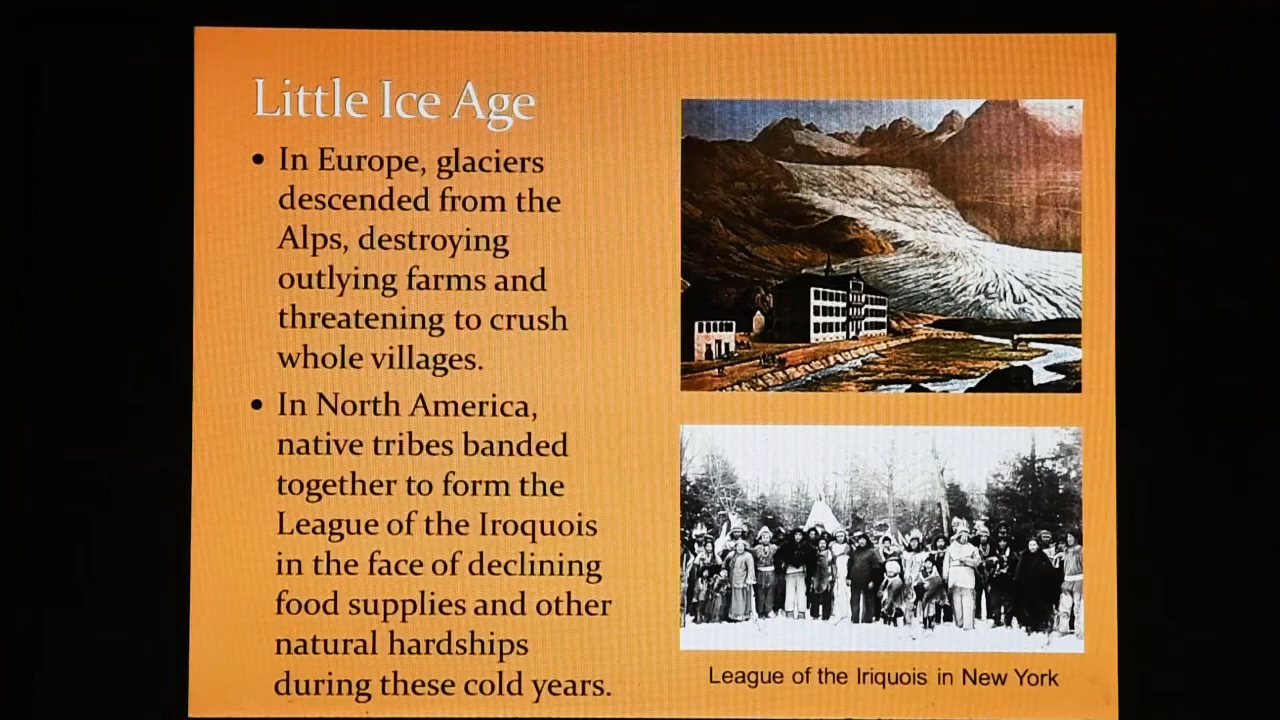 Little Ice Age
• In Europe, glaciers
descended from the
Alps, destroying
outlying farms and
threatening to crush
whole villages.
• In North America,
native tribes banded
together to form the
League of the Iroquois
in the face of declining
food supplies and other
natural hardships
during these cold years.
League of the Iriquois in New York